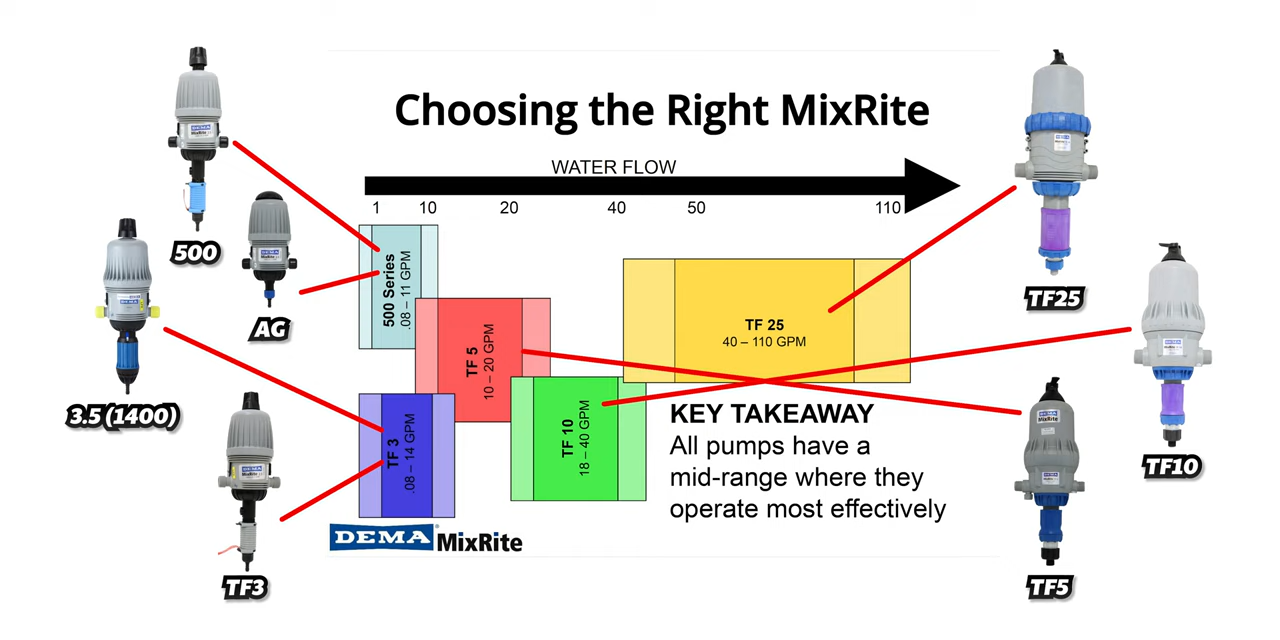 Choosing the Right MixRite
WATER FLOW
1 10 20 40 50 110
500
AG
3.5 (1400)
TF3
500 Series
.08 – 11 GPM
TF 5
10 – 20 GPM
TF 3
.08 – 14 GPM
TF 10
18 – 40 GPM
TF 25
40 – 110 GPM
KEY TAKEAWAY
All pumps have a
mid-range where they
operate most effectively
DEMA MixRite
TF25
TF10
TF5
DEMA
MixRite